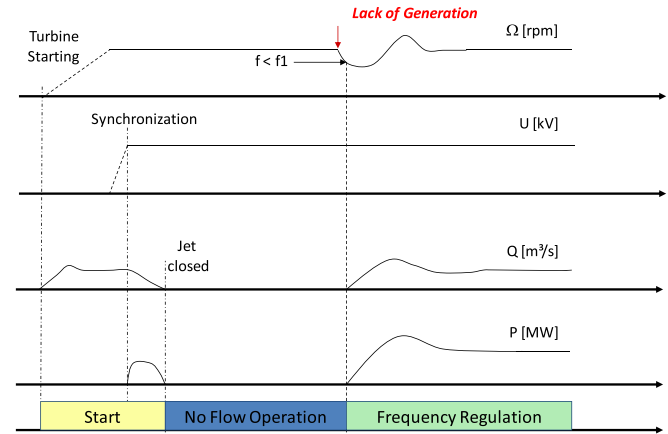 Lack of Generation
Turbine
Starting
Ω [rpm]
f < f1
Synchronization
U [kV]
Jet
closed
Q [m³/s]
P [MW]
Start
No Flow Operation
Frequency Regulation